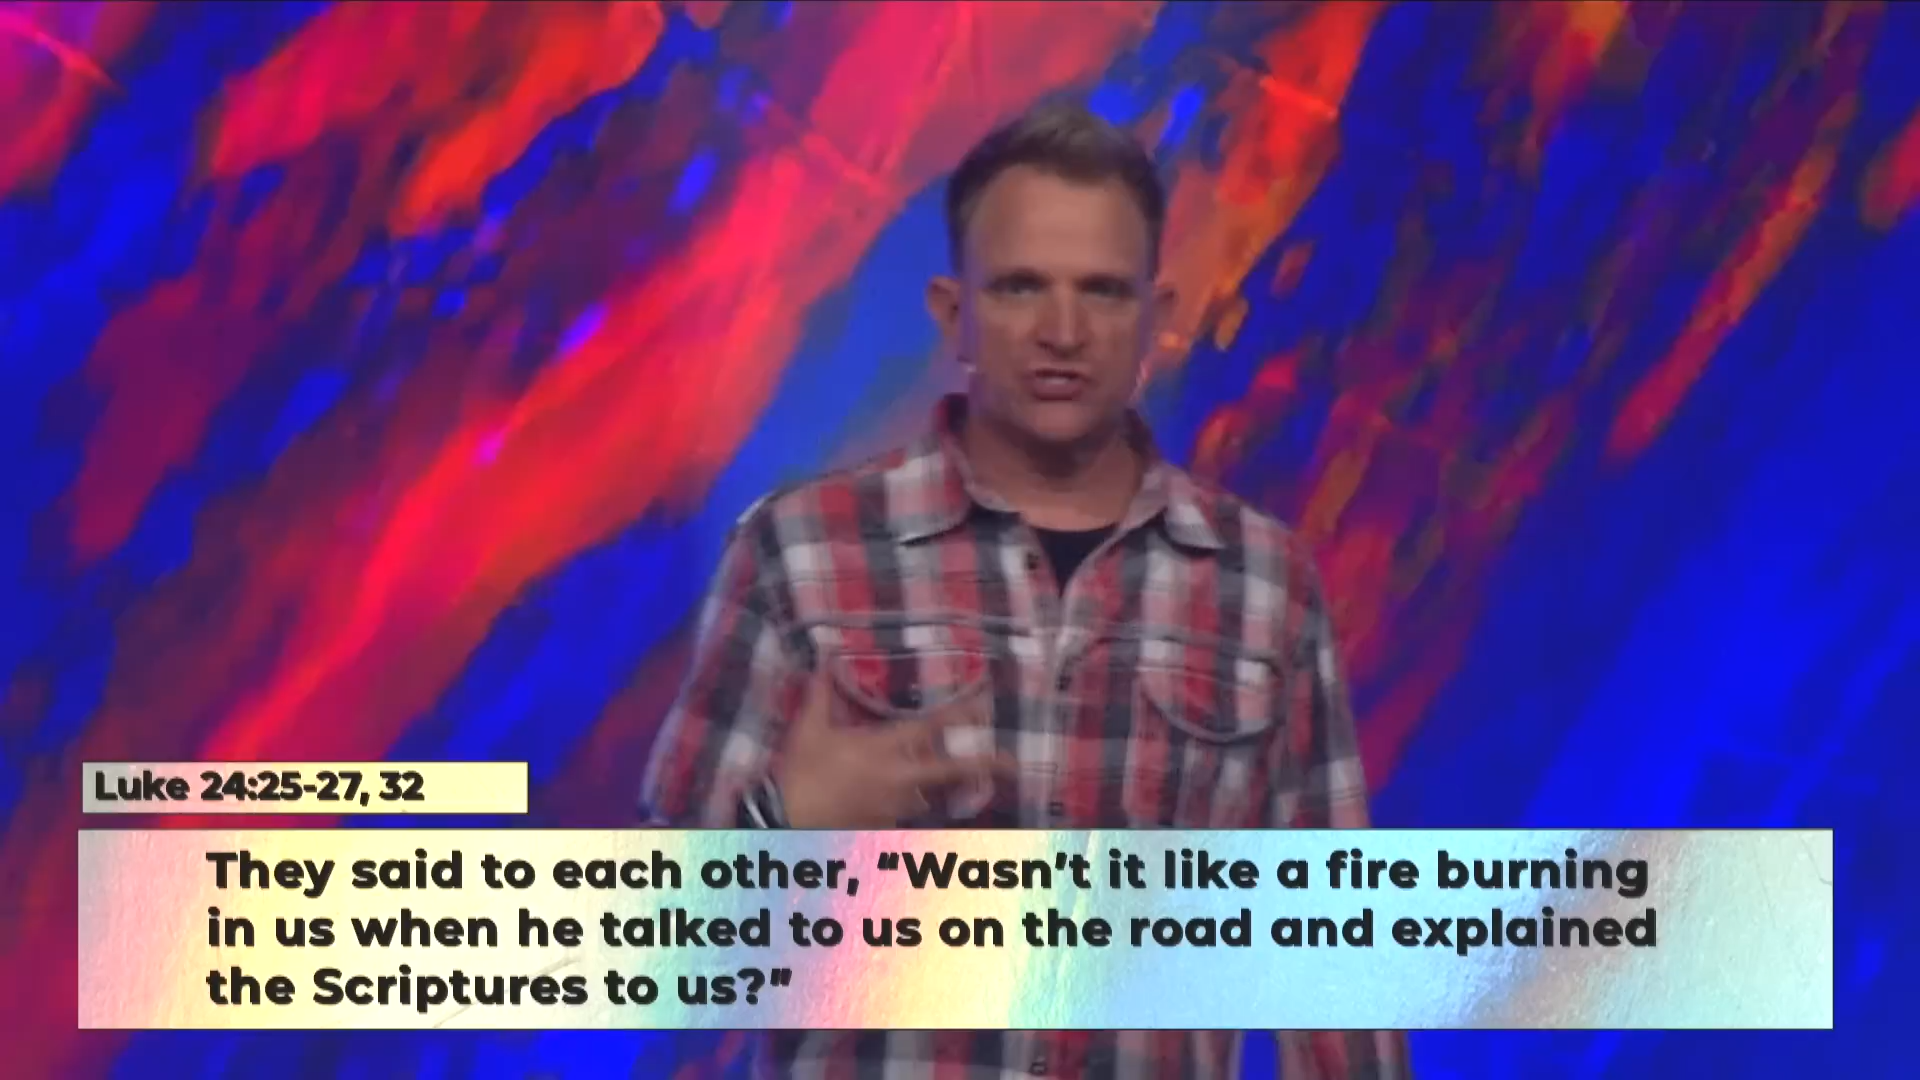 Luke 24:25-27, 32
They said to each other, “Wasn’t it like a fire burning
in us when he talked to us on the road and explained
the Scriptures to us?”